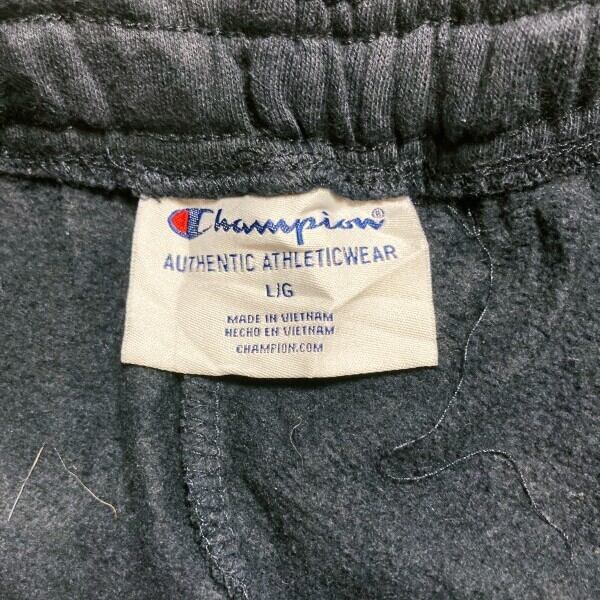 Champion®
AUTHENTIC ATHLETICWEAR
L/G
MADE IN VIETNAM
HECHO EN VIETNAM
CHAMPION.COM